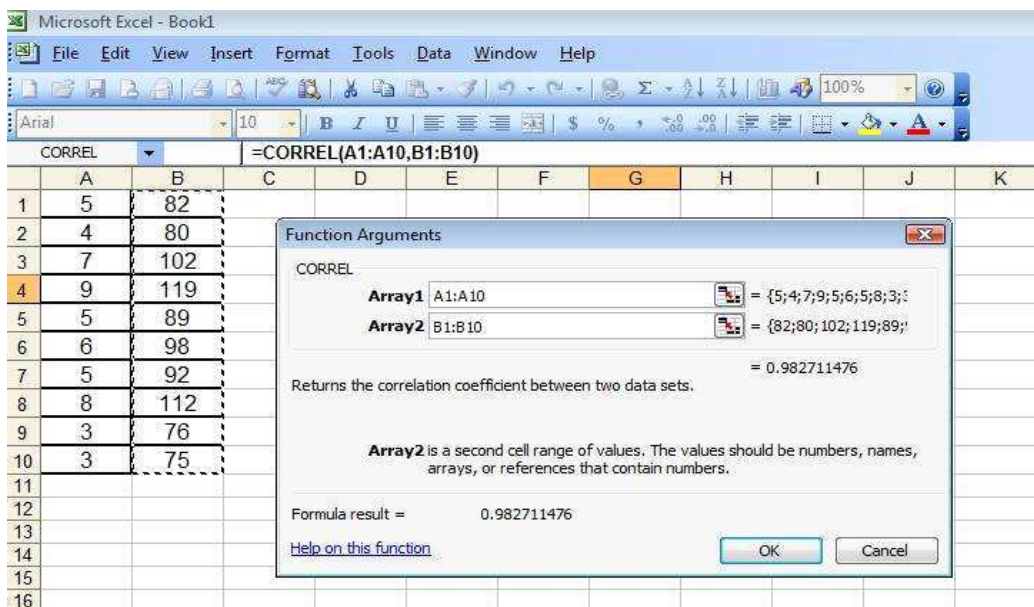 Microsoft Excel - Book1
File Edit View Insert Format Tools Data Window Help
100%
Arial 10 B I U $ % , A
CORREL =CORREL(A1:A10,B1:B10)
A B C D E F G H I J K
1 5 82
2 4 80
3 7 102
4 9 119
5 5 89
6 6 98
7 5 92
8 8 112
9 3 76
10 3 75
11
12
13
14
15
16
Function Arguments
CORREL
Array1 A1:A10 = {5;4;7;9;5;6;5;8;3;
Array2 B1:B10 = {82;80;102;119;89;
= 0.982711476
Returns the correlation coefficient between two data sets.
Array2 is a second cell range of values. The values should be numbers, names,
arrays, or references that contain numbers.
Formula result = 0.982711476
Help on this function OK Cancel